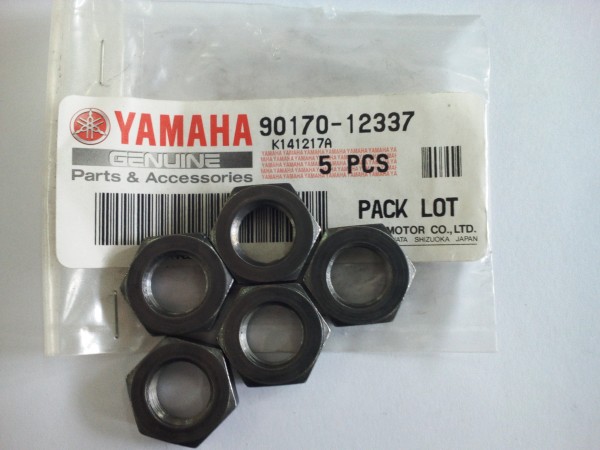 YAMAHA 90170-12337
K141217A
GENUINE
Parts & Accessories
5 PCS
PACK LOT
MOTOR CO., LTD.
SHIZUOKA JAPAN